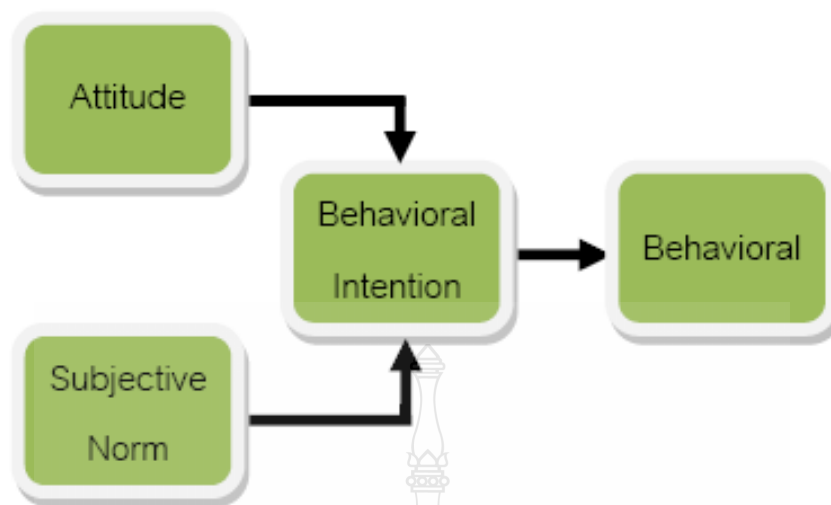 Attitude
Behavioral
Intention
Behavioral
Subjective
Norm